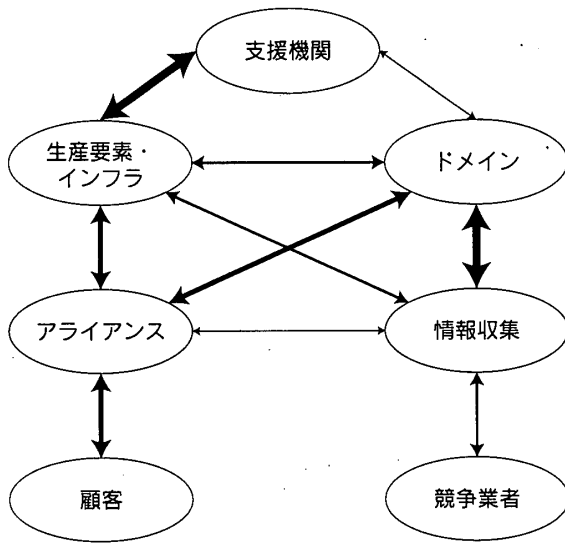 支援機関
生産要素・
インフラ
ドメイン
アライアンス
情報収集
顧客
競争業者